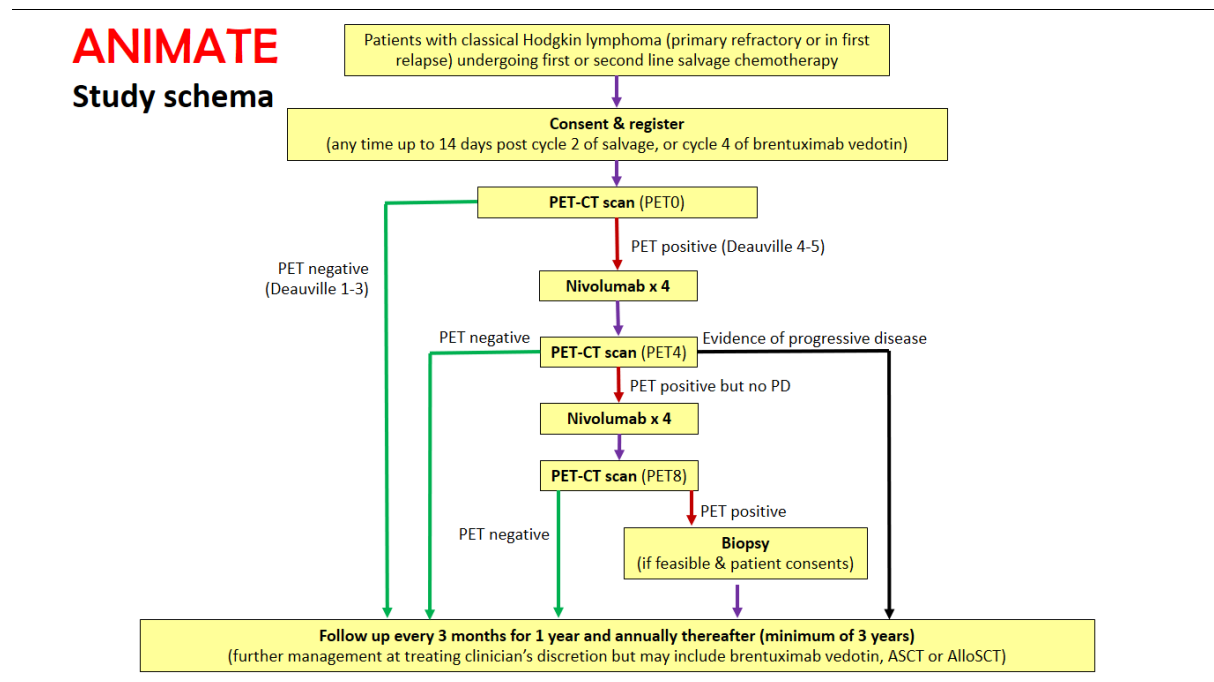 ANIMATE
Study schema
Patients with classical Hodgkin lymphoma (primary refractory or in first
relapse) undergoing first or second line salvage chemotherapy
Consent & register
(any time up to 14 days post cycle 2 of salvage, or cycle 4 of brentuximab vedotin)
PET-CT scan (PET0)
PET positive (Deauville 4-5)
PET negative
(Deauville 1-3)
Nivolumab x 4
PET negative
Evidence of progressive disease
PET-CT scan (PET4)
PET positive but no PD
Nivolumab x 4
PET-CT scan (PET8)
PET positive
PET negative
Biopsy
(if feasible & patient consents)
Follow up every 3 months for 1 year and annually thereafter (minimum of 3 years)
(further management at treating clinician’s discretion but may include brentuximab vedotin, ASCT or AlloSCT)